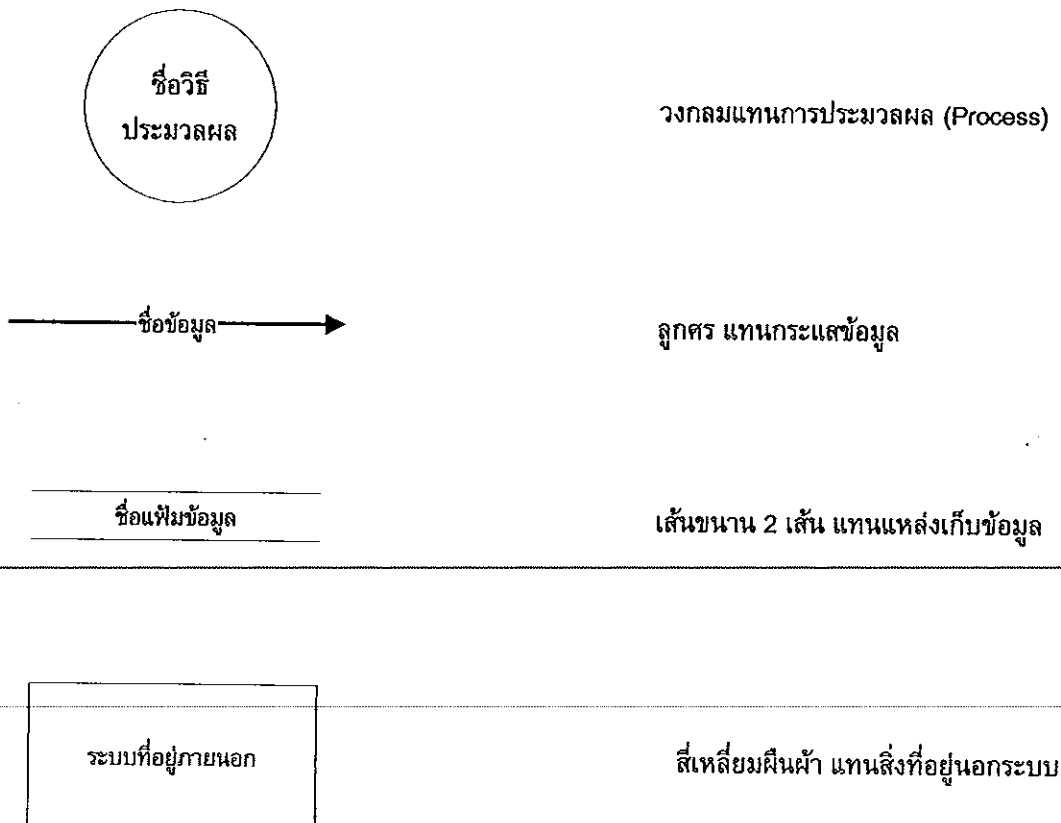 ชื่อวิธี
ประมวลผล
วงกลมแทนการประมวลผล (Process)
ชื่อข้อมูล
ลูกศร แทนกระแสข้อมูล
ชื่อแฟ้มข้อมูล
เส้นขนาน 2 เส้น แทนแหล่งเก็บข้อมูล
ระบบที่อยู่ภายนอก
สี่เหลี่ยมผืนผ้า แทนสิ่งที่อยู่นอกระบบ